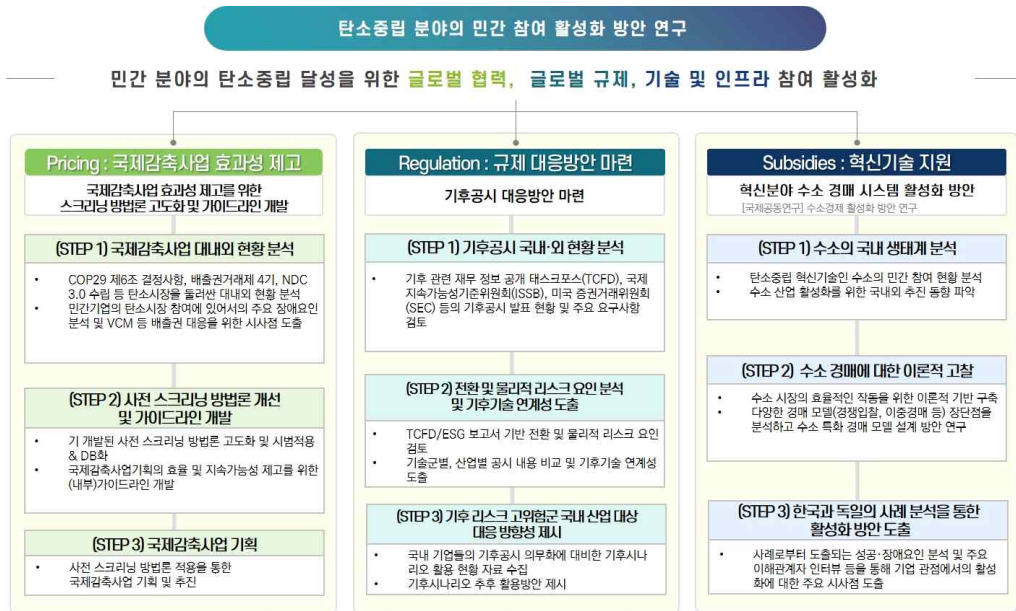 탄소중립 분야의 민간 참여 활성화 방안 연구
민간 분야의 탄소중립 달성을 위한 글로벌 협력, 글로벌 규제, 기술 및 인프라 참여 활성화
Pricing : 국제감축사업 효과성 제고
국제감축사업 효과성 제고를 위한
스크리닝 방법론 고도화 및 가이드라인 개발
(STEP 1) 국제감축사업 대내외 현황 분석
• COP29 제6조 결정사항, 배출권거래제 4기, NDC
3.0 수립 등 탄소시장을 둘러싼 대내외 현황 분석
• 민간기업의 탄소시장 참여에 있어서의 주요 장애요인
분석 및 VCM 등 배출권 대응을 위한 시사점 도출
(STEP 2) 사전 스크리닝 방법론 개선
및 가이드라인 개발
• 기 개발된 사전 스크리닝 방법론 고도화 및 시범적용
& DB화
• 국제감축사업기획의 효율 및 지속가능성 제고를 위한
(내부)가이드라인 개발
(STEP 3) 국제감축사업 기획
• 사전 스크리닝 방법론 적용을 통한
국제감축사업 기획 및 추진
Regulation : 규제 대응방안 마련
기후공시 대응방안 마련
(STEP 1) 기후공시 국내·외 현황 분석
• 기후 관련 재무 정보 공개 태스크포스(TCFD), 국제
지속가능성기준위원회(ISSB), 미국 증권거래위원회
(SEC) 등의 기후공시 발표 현황 및 주요 요구사항
검토
(STEP 2) 전환 및 물리적 리스크 요인 분석
및 기후기술 연계성 도출
• TCFD/ESG 보고서 기반 전환 및 물리적 리스크 요인
검토
• 기술군별, 산업별 공시 내용 비교 및 기후기술 연계성
도출
(STEP 3) 기후 리스크 고위험군 국내 산업 대상
대응 방향성 제시
• 국내 기업들의 기후공시 의무화에 대비한 기후시나
리오 활용 현황 자료 수집
• 기후시나리오 추후 활용방안 제시
Subsidies : 혁신기술 지원
혁신분야 수소 경매 시스템 활성화 방안
[국제공동연구] 수소경제 활성화 방안 연구
(STEP 1) 수소의 국내 생태계 분석
• 탄소중립 혁신기술인 수소의 민간 참여 현황 분석
• 수소 산업 활성화를 위한 국내외 추진 동향 파악
(STEP 2) 수소 경매에 대한 이론적 고찰
• 수소 시장의 효율적인 작동을 위한 이론적 기반 구축
• 다양한 경매 모델(경쟁입찰, 이중경매 등) 장단점을
분석하고 수소 특화 경매 모델 설계 방안 연구
(STEP 3) 한국과 독일의 사례 분석을 통한
활성화 방안 도출
• 사례로부터 도출되는 성공·장애요인 분석 및 주요
이해관계자 인터뷰 등을 통해 기업 관점에서의 활성
화에 대한 주요 시사점 도출